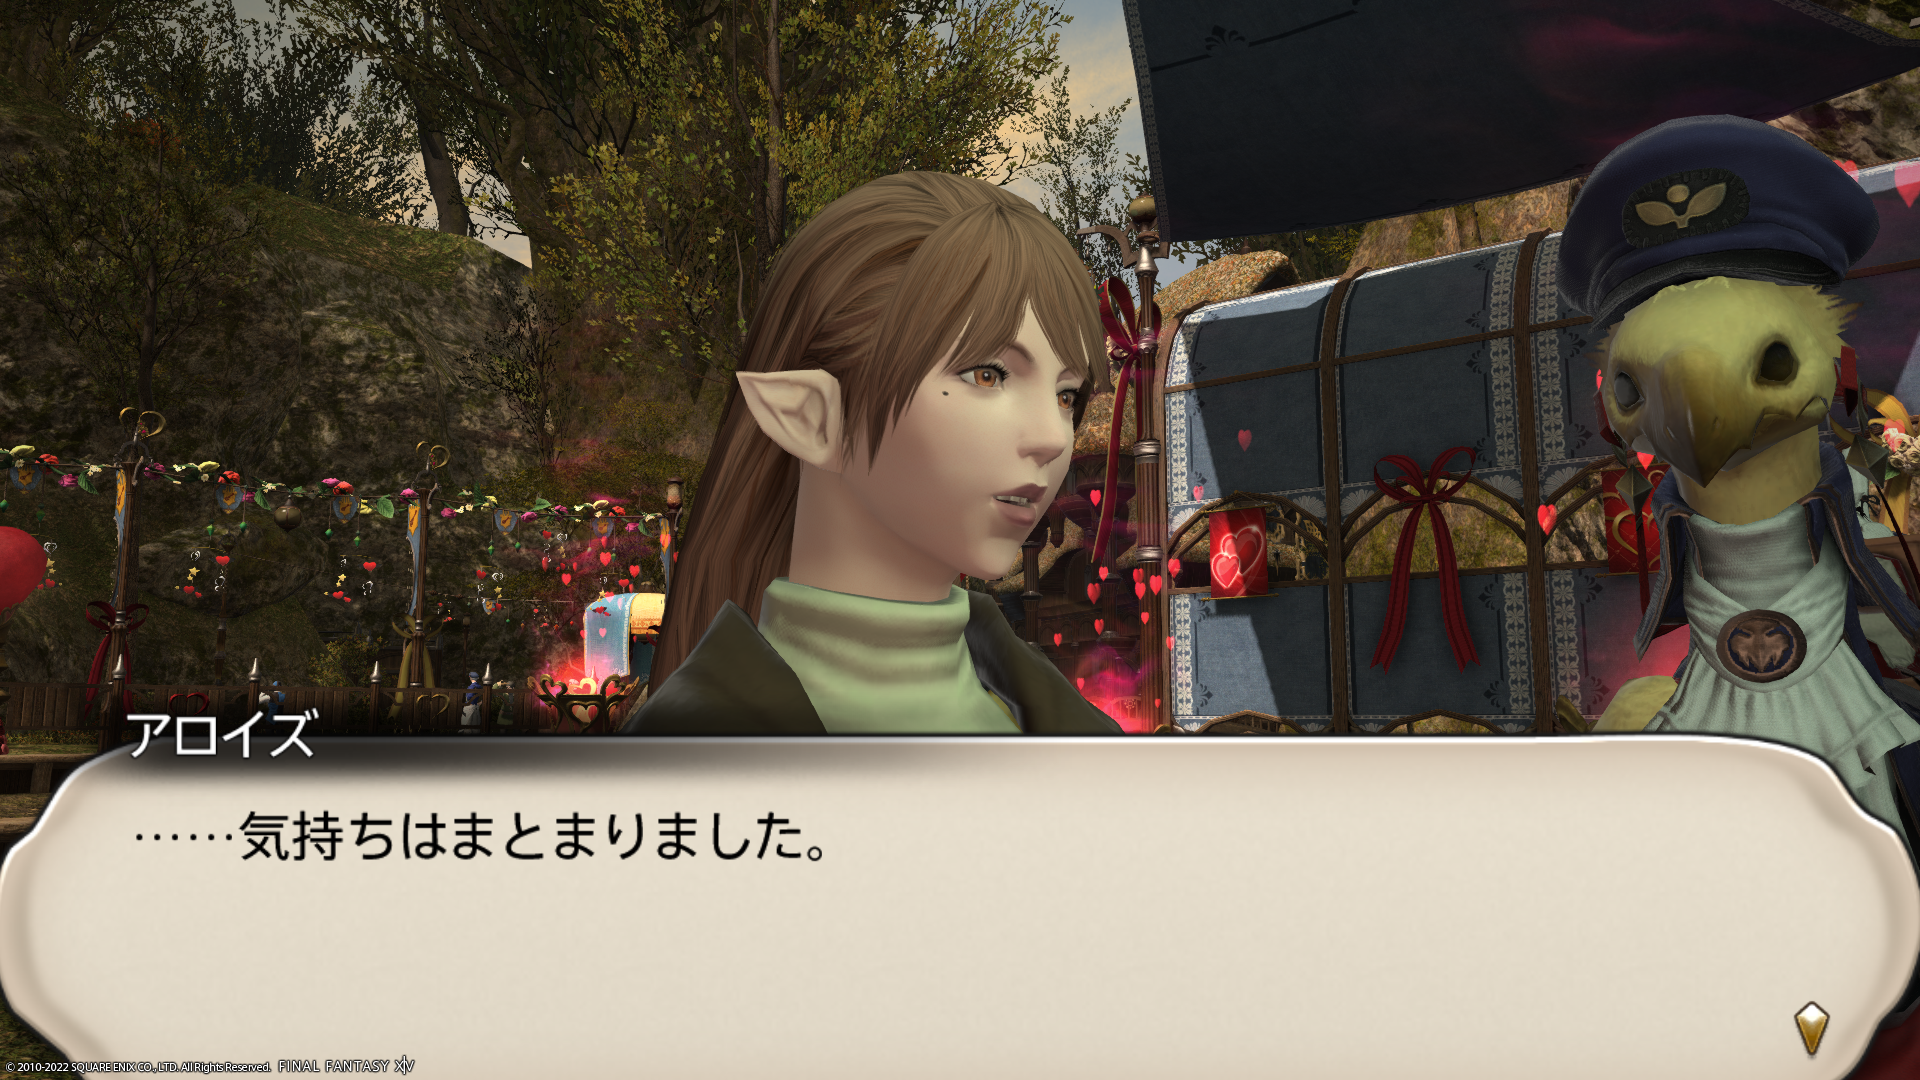 アロイズ
……気持ちはまとまりました。
© 2010-2022 SQUARE ENIX CO., LTD. All Rights Reserved. FINAL FANTASY XIV